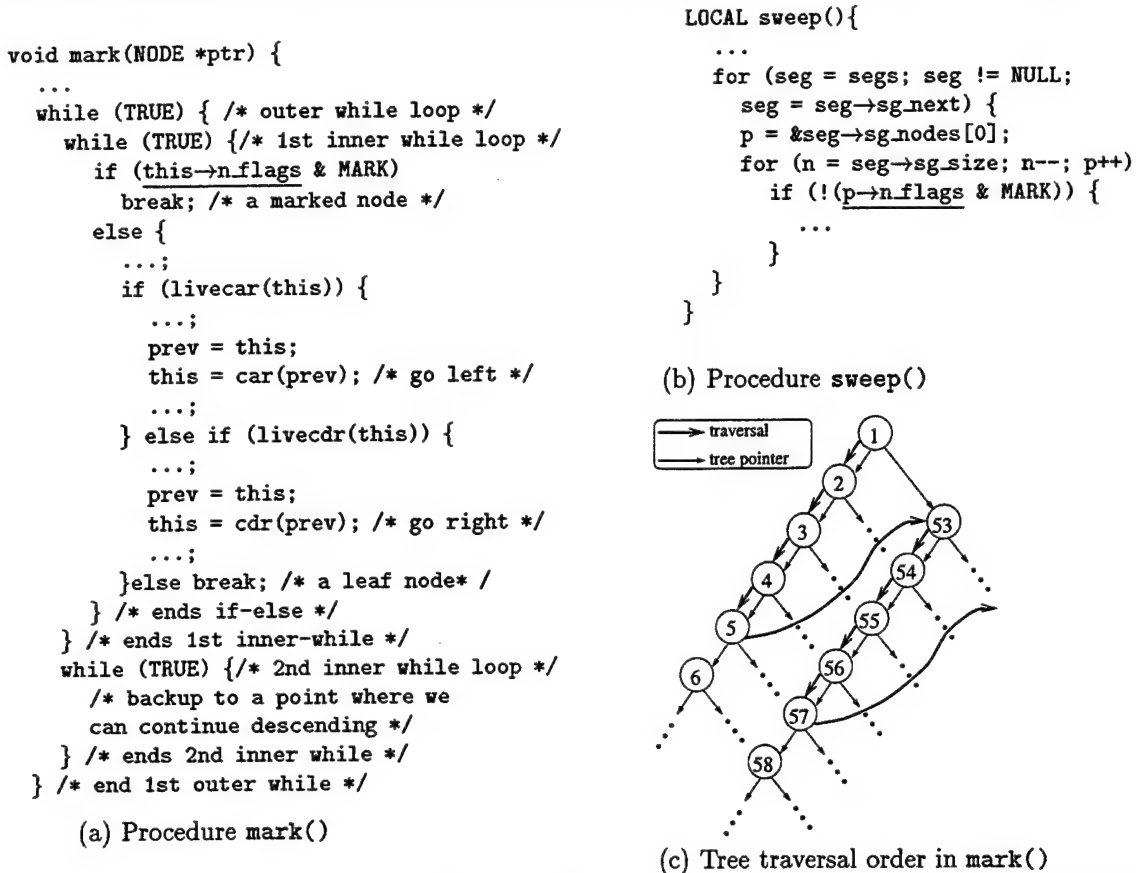 void mark(NODE *ptr) {
...
while (TRUE) { /* outer while loop */
while (TRUE) {/* 1st inner while loop */
if (this→n_flags & MARK)
break; /* a marked node */
else {
...;
if (livecar(this)) {
...;
prev = this;
this = car(prev); /* go left */
...;
} else if (livecdr(this)) {
...;
prev = this;
this = cdr(prev); /* go right */
...;
}else break; /* a leaf node* /
} /* ends if-else */
} /* ends 1st inner-while */
while (TRUE) {/* 2nd inner while loop */
/* backup to a point where we
can continue descending */
} /* ends 2nd inner while */
} /* end 1st outer while */
(a) Procedure mark()
LOCAL sweep(){
...
for (seg = segs; seg != NULL;
seg = seg→sg_next) {
p = &seg→sg_nodes[0];
for (n = seg→sg_size; n--; p++)
if (!(p→n_flags & MARK)) {
...
}
}
}
(b) Procedure sweep()
traversal
tree pointer
1
2
3
53
4
54
5
55
6
56
57
58
(c) Tree traversal order in mark()